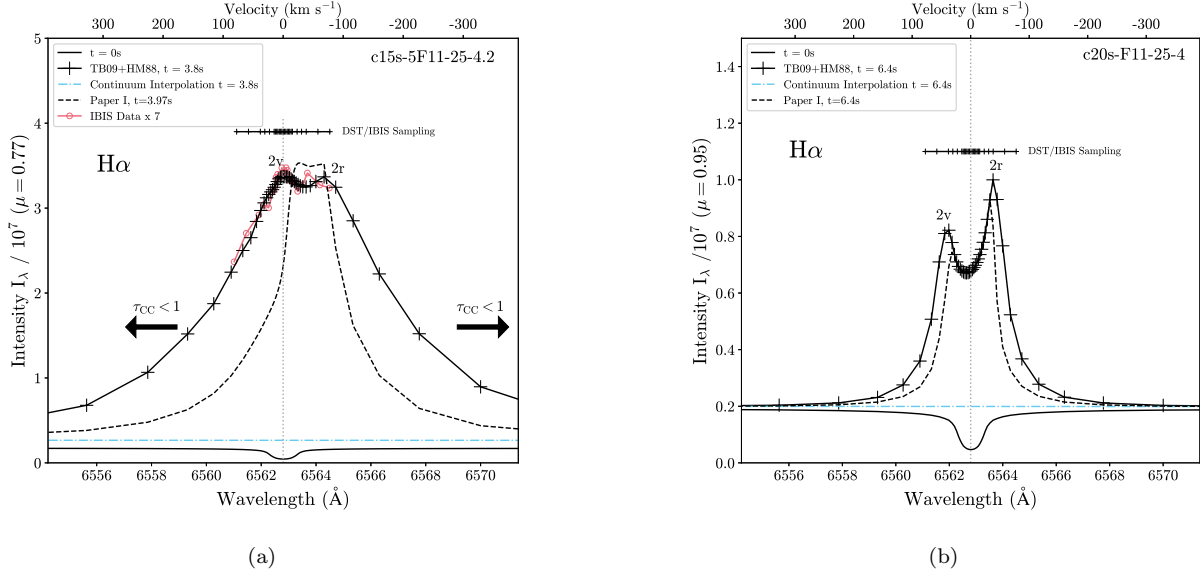 Velocity (km s⁻¹)
300 200 100 0 -100 -200 -300
5
4
3
2
1
0
Intensity I_λ / 10⁷ (μ = 0.77)
t = 0s
TB09+HM88, t = 3.8s
Continuum Interpolation t = 3.8s
Paper I, t=3.97s
IBIS Data x 7
c15s-5F11-25-4.2
DST/IBIS Sampling
Hα
2v
2r
τ_CC < 1
τ_CC < 1
6556 6558 6560 6562 6564 6566 6568 6570
Wavelength (Å)
(a)
Velocity (km s⁻¹)
300 200 100 0 -100 -200 -300
1.4
1.2
1.0
0.8
0.6
0.4
0.2
0.0
Intensity I_λ /10⁷ (μ = 0.95)
t = 0s
TB09+HM88, t = 6.4s
Continuum Interpolation t = 6.4s
Paper I, t=6.4s
c20s-F11-25-4
DST/IBIS Sampling
Hα
2r
2v
6556 6558 6560 6562 6564 6566 6568 6570
Wavelength (Å)
(b)